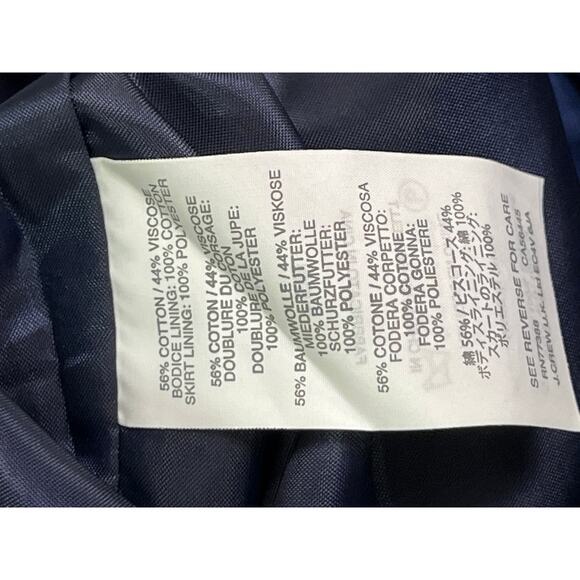 56% COTTON / 44% VISCOSE
BODICE LINING: 100% COTTON
SKIRT LINING: 100% POLYESTER
56% COTON / 44% VISCOSE
DOUBLURE DU CORSAGE:
100% COTON
DOUBLURE DE LA JUPE:
100% POLYESTER
56% BAUMWOLLE / 44% VISKOSE
MIEDERFUTTER:
100% BAUMWOLLE
SCHURZFUTTER:
100% POLYESTER
56% COTONE / 44% VISCOSA
FODERA CORPETTO:
100% COTONE
FODERA GONNA:
100% POLIESTERE
綿 56% / ビスコース 44%
ボディスライニング: 綿 100%
スカートのライニング:
ポリエステル 100%
SEE REVERSE FOR CARE
RN77388 CA56445
J.CREW U.K. Ltd EC4V 6JA